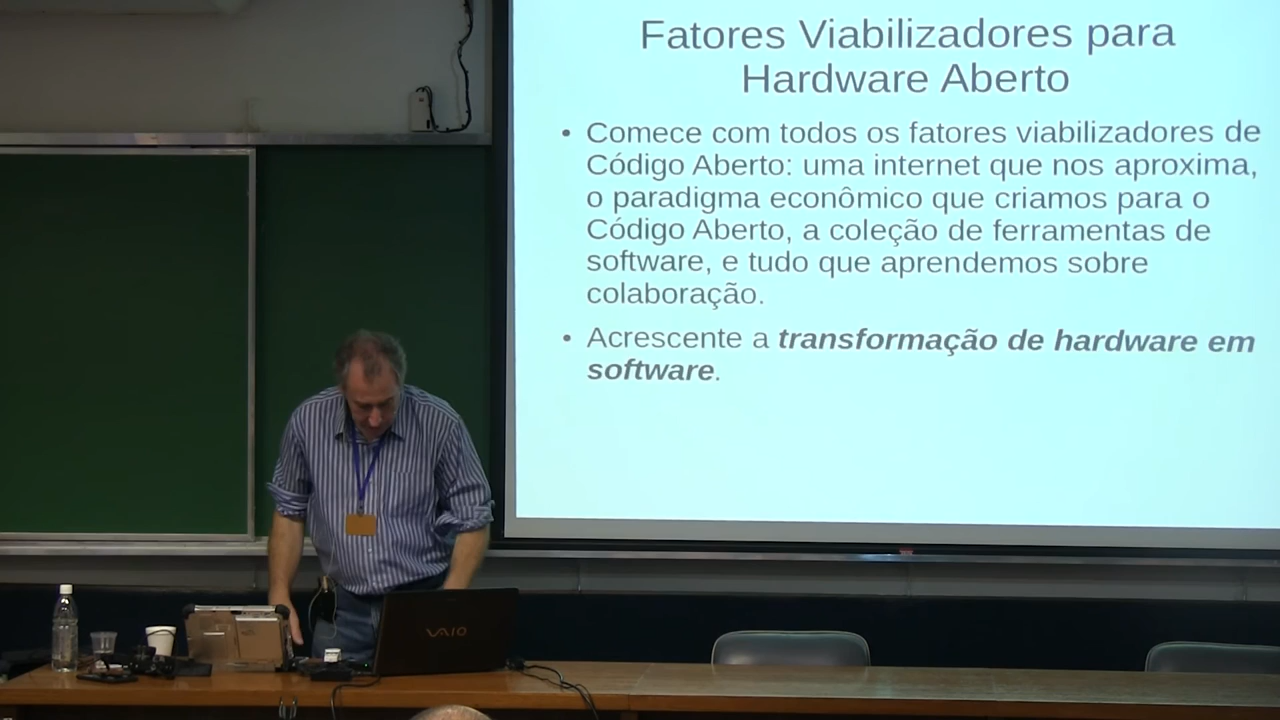 Fatores Viabilizadores para
Hardware Aberto
• Comece com todos os fatores viabilizadores de
Código Aberto: uma internet que nos aproxima,
o paradigma econômico que criamos para o
Código Aberto, a coleção de ferramentas de
software, e tudo que aprendemos sobre
colaboração.
• Acrescente a transformação de hardware em
software.
VAIO